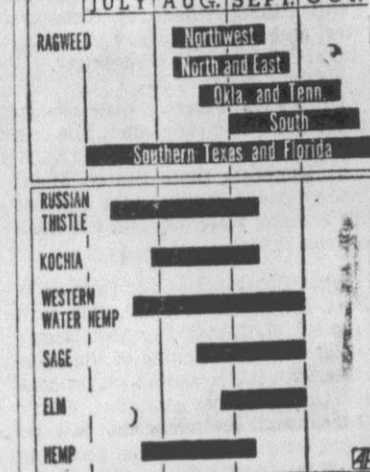 JULY AUG. SEPT. OCT.
RAGWEED
Northwest
North and East
Okla. and Tenn.
South
Southern Texas and Florida
RUSSIAN
THISTLE
KOCHIA
WESTERN
WATER HEMP
SAGE
ELM
HEMP